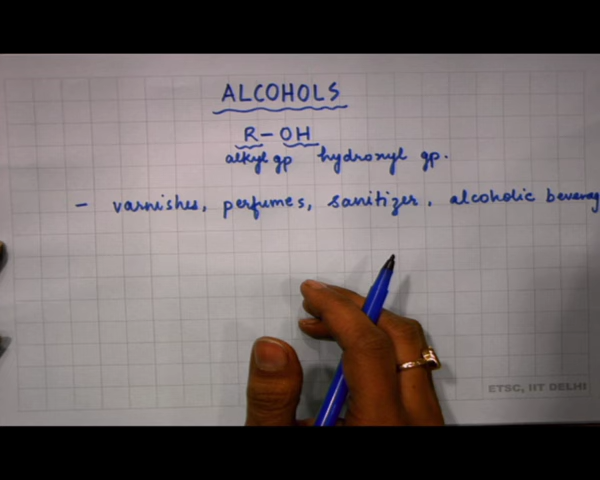 ALCOHOLS
R-OH
alkyl gp hydroxyl gp.
- varnishes, perfumes, sanitizer, alcoholic beverag
ETSC, IIT DELHI